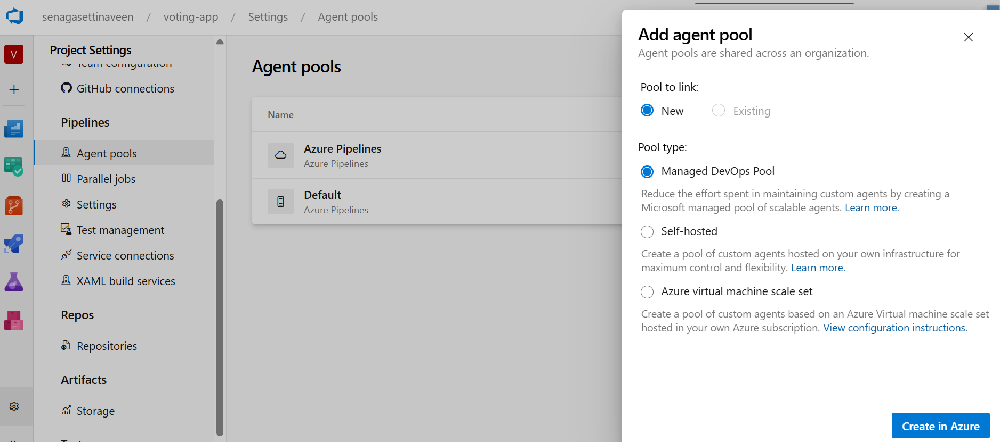 senagasettinaveen / voting-app / Settings / Agent pools
V
Project Settings
Team configuration
GitHub connections
Pipelines
Agent pools
Parallel jobs
Settings
Test management
Service connections
XAML build services
Repos
Repositories
Artifacts
Storage
Agent pools
Name
Azure Pipelines
Azure Pipelines
Default
Azure Pipelines
Add agent pool
Agent pools are shared across an organization.
Pool to link:
New Existing
Pool type:
Managed DevOps Pool
Reduce the effort spent in maintaining custom agents by creating a
Microsoft managed pool of scalable agents. Learn more.
Self-hosted
Create a pool of custom agents hosted on your own infrastructure for
maximum control and flexibility. Learn more.
Azure virtual machine scale set
Create a pool of custom agents based on an Azure Virtual machine scale set
hosted in your own Azure subscription. View configuration instructions.
Create in Azure